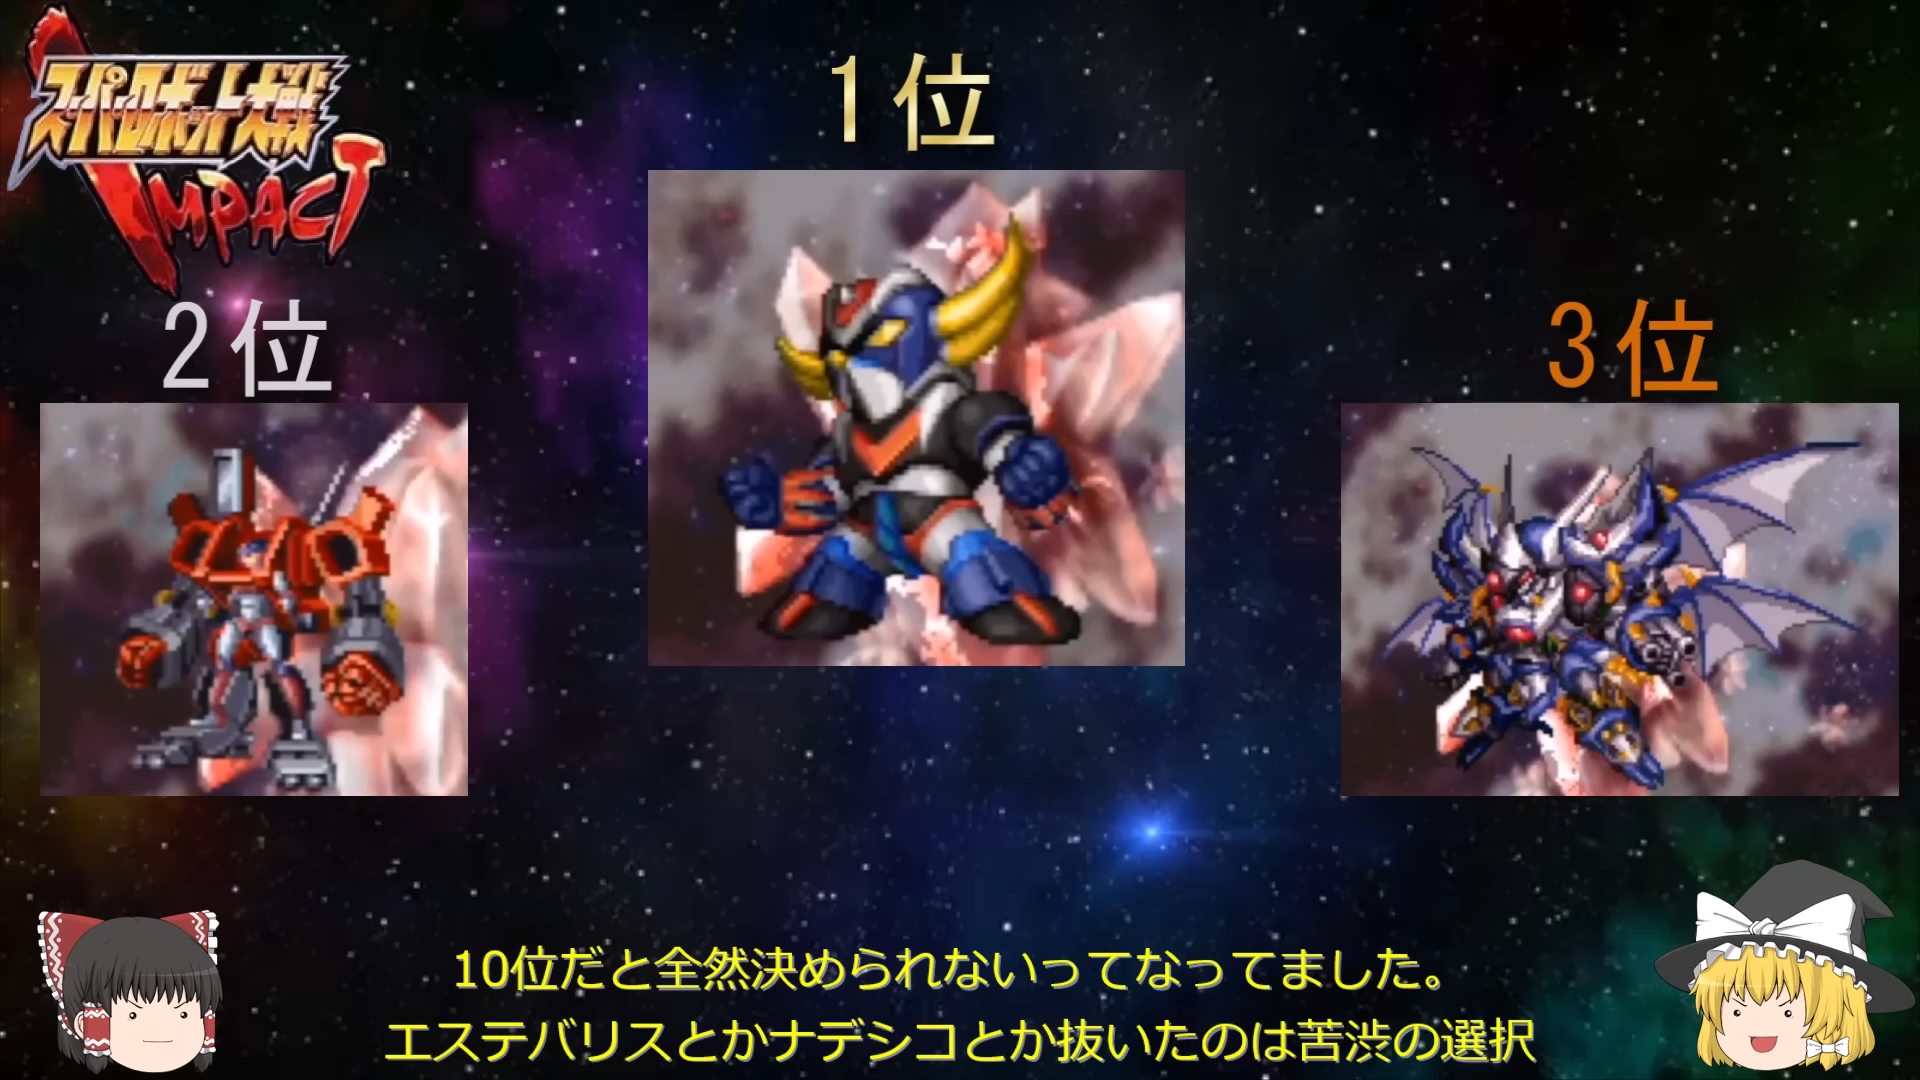 スーパーロボット大戦
IMPACT
1位
2位
3位
10位だと全然決められないってなってました。
エステバリスとかナデシコとか抜いたのは苦渋の選択